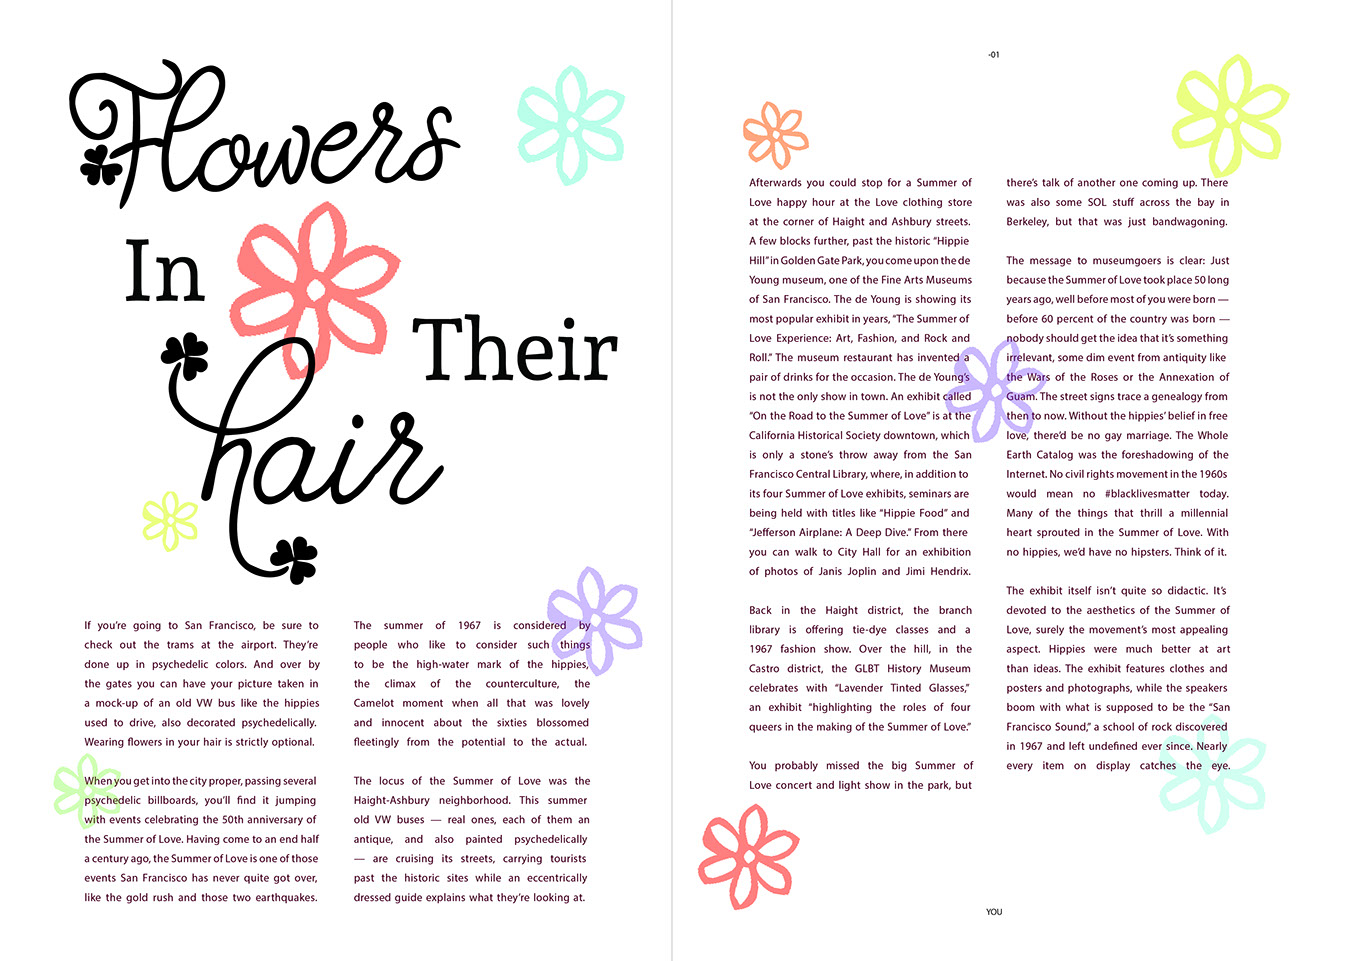 Flowers
In
Their
hair
If you’re going to San Francisco, be sure to
check out the trams at the airport. They’re
done up in psychedelic colors. And over by
the gates you can have your picture taken in
a mock-up of an old VW bus like the hippies
used to drive, also decorated psychedelically.
Wearing flowers in your hair is strictly optional.
When you get into the city proper, passing several
psychedelic billboards, you’ll find it jumping
with events celebrating the 50th anniversary of
the Summer of Love. Having come to an end half
a century ago, the Summer of Love is one of those
events San Francisco has never quite got over,
like the gold rush and those two earthquakes.
The summer of 1967 is considered by
people who like to consider such things
to be the high-water mark of the hippies,
the climax of the counterculture, the
Camelot moment when all that was lovely
and innocent about the sixties blossomed
fleetingly from the potential to the actual.
The locus of the Summer of Love was the
Haight-Ashbury neighborhood. This summer
old VW buses — real ones, each of them an
antique, and also painted psychedelically
— are cruising its streets, carrying tourists
past the historic sites while an eccentrically
dressed guide explains what they’re looking at.
-01
Afterwards you could stop for a Summer of
Love happy hour at the Love clothing store
at the corner of Haight and Ashbury streets.
A few blocks further, past the historic “Hippie
Hill” in Golden Gate Park, you come upon the de
Young museum, one of the Fine Arts Museums
of San Francisco. The de Young is showing its
most popular exhibit in years, “The Summer of
Love Experience: Art, Fashion, and Rock and
Roll.” The museum restaurant has invented a
pair of drinks for the occasion. The de Young’s
is not the only show in town. An exhibit called
“On the Road to the Summer of Love” is at the
California Historical Society downtown, which
is only a stone’s throw away from the San
Francisco Central Library, where, in addition to
its four Summer of Love exhibits, seminars are
being held with titles like “Hippie Food” and
“Jefferson Airplane: A Deep Dive.” From there
you can walk to City Hall for an exhibition
of photos of Janis Joplin and Jimi Hendrix.
Back in the Haight district, the branch
library is offering tie-dye classes and a
1967 fashion show. Over the hill, in the
Castro district, the GLBT History Museum
celebrates with “Lavender Tinted Glasses,”
an exhibit “highlighting the roles of four
queers in the making of the Summer of Love.”
You probably missed the big Summer of
Love concert and light show in the park, but
there’s talk of another one coming up. There
was also some SOL stuff across the bay in
Berkeley, but that was just bandwagoning.
The message to museumgoers is clear: Just
because the Summer of Love took place 50 long
years ago, well before most of you were born —
before 60 percent of the country was born —
nobody should get the idea that it’s something
irrelevant, some dim event from antiquity like
the Wars of the Roses or the Annexation of
Guam. The street signs trace a genealogy from
then to now. Without the hippies’ belief in free
love, there’d be no gay marriage. The Whole
Earth Catalog was the foreshadowing of the
Internet. No civil rights movement in the 1960s
would mean no #blacklivesmatter today.
Many of the things that thrill a millennial
heart sprouted in the Summer of Love. With
no hippies, we’d have no hipsters. Think of it.
The exhibit itself isn’t quite so didactic. It’s
devoted to the aesthetics of the Summer of
Love, surely the movement’s most appealing
aspect. Hippies were much better at art
than ideas. The exhibit features clothes and
posters and photographs, while the speakers
boom with what is supposed to be the “San
Francisco Sound,” a school of rock discovered
in 1967 and left undefined ever since. Nearly
every item on display catches the eye.
YOU